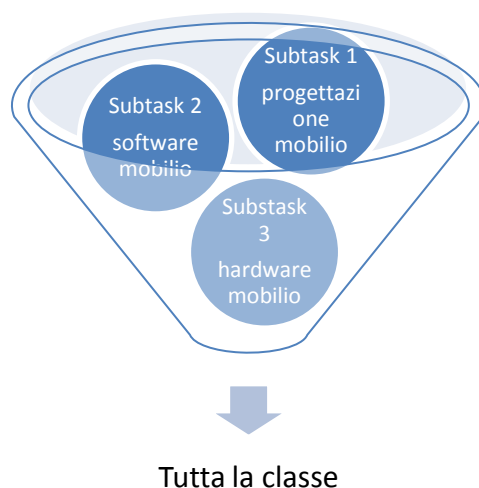 Subtask 1
progettazi
one
mobilio
Subtask 2
software
mobilio
Substask
3
hardware
mobilio
Tutta la classe